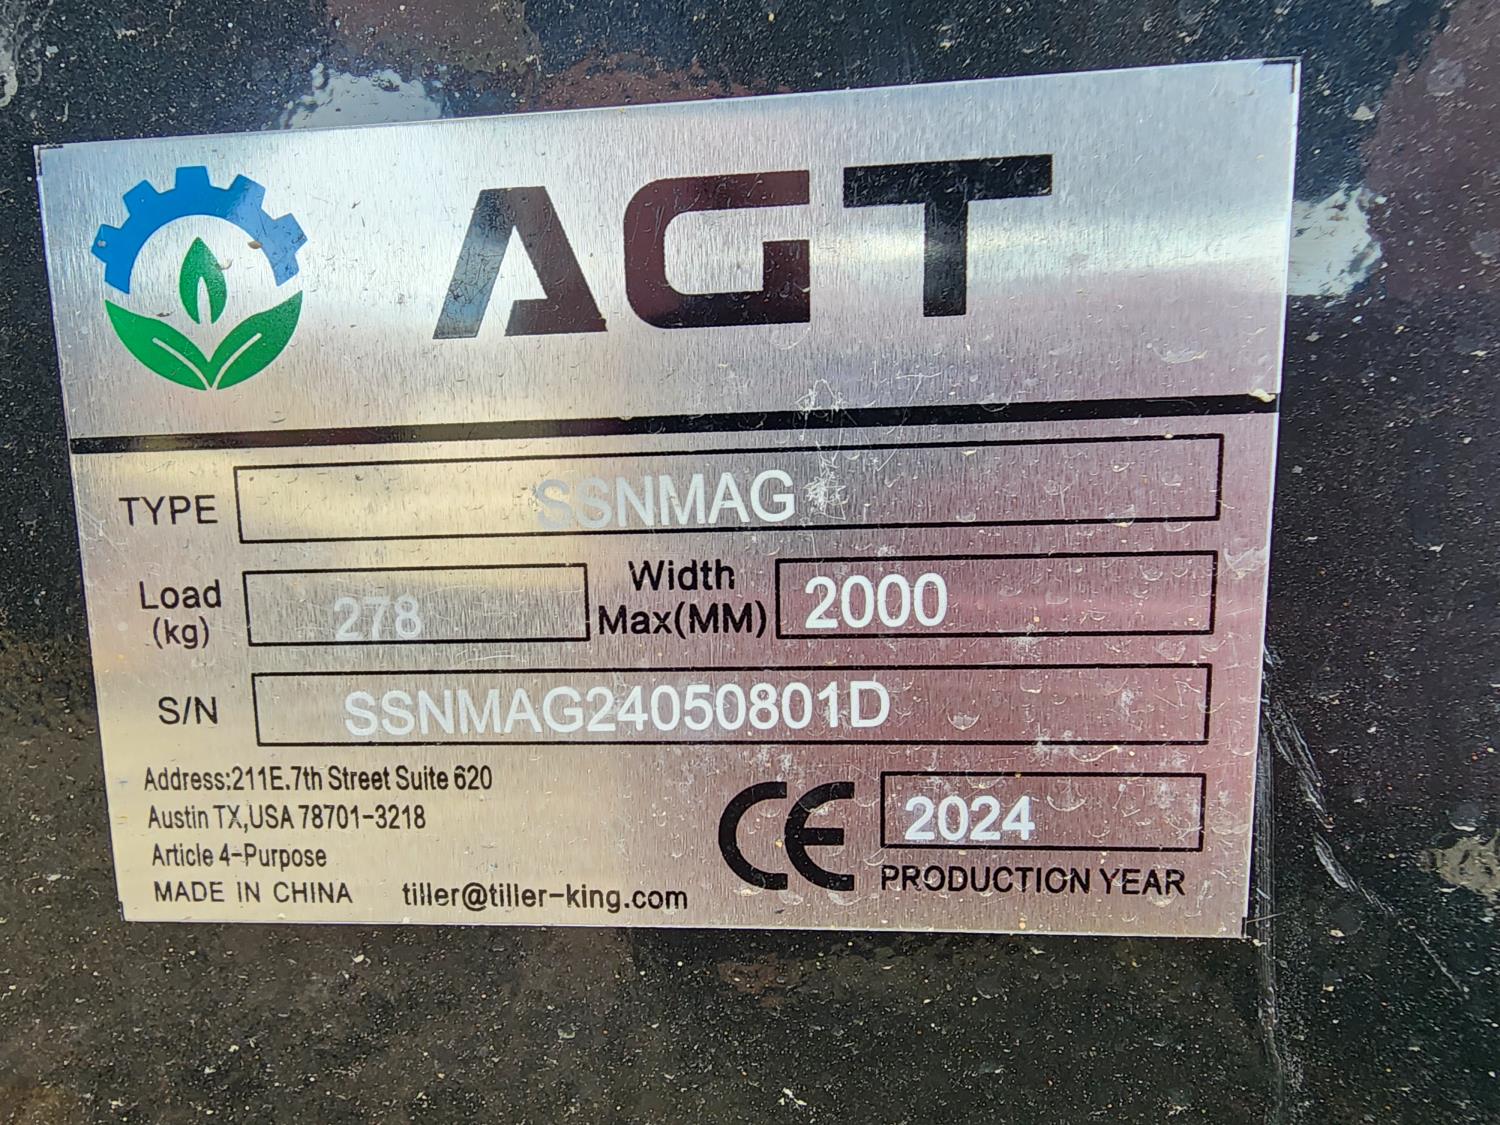 AGT
TYPE SSNMAG
Load (kg) 278 Width Max(MM) 2000
S/N SSNMAG24050801D
Address:211E.7th Street Suite 620
Austin TX,USA 78701-3218
Article 4-Purpose
MADE IN CHINA tiller@tiller-king.com
CE 2024
PRODUCTION YEAR